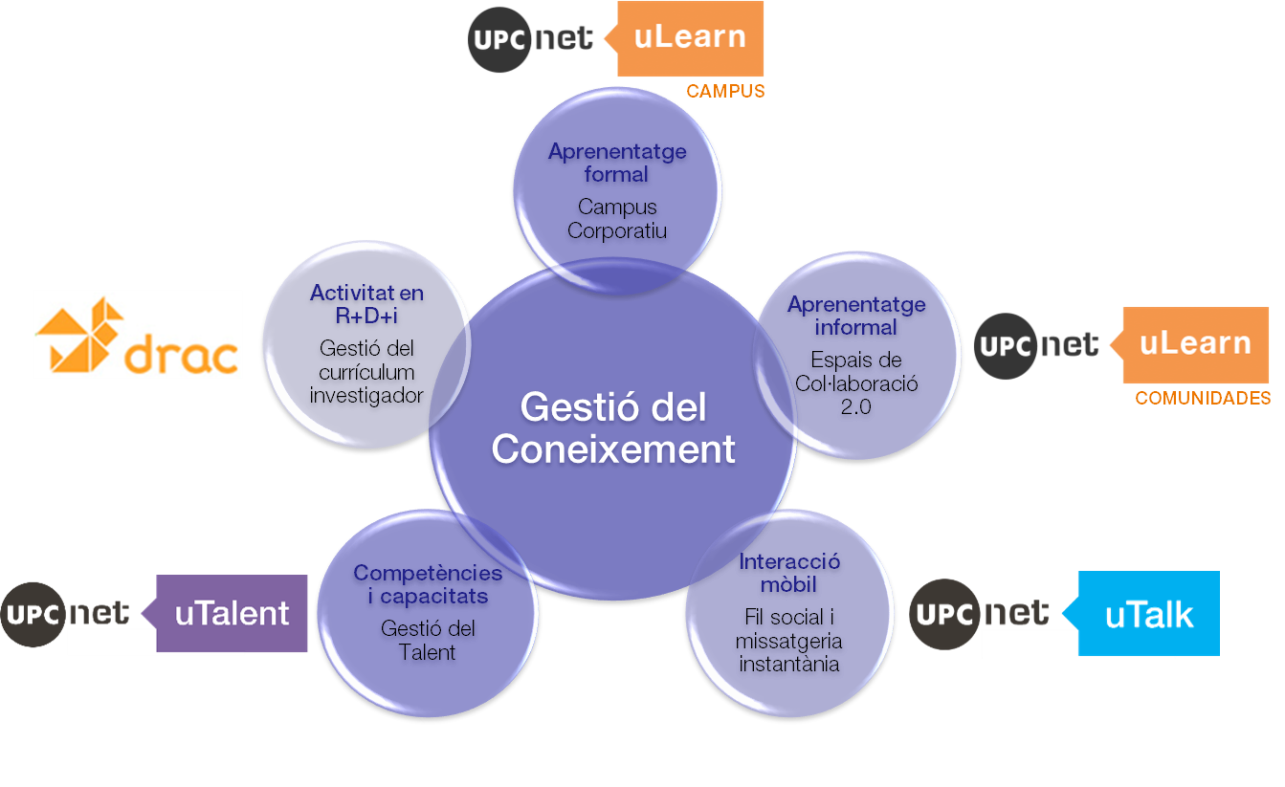 UPC net uLearn
CAMPUS
Aprenentatge
formal
Campus
Corporatiu
Activitat en
R+D+i
Gestió del
currículum
investigador
drac
Aprenentatge
informal
Espais de
Col·laboració
2.0
UPC net uLearn
COMUNIDADES
Gestió del
Coneixement
Competències
i capacitats
Gestió del
Talent
UPC net uTalent
Interacció
mòbil
Fil social i
missatgeria
instantània
UPC net uTalk